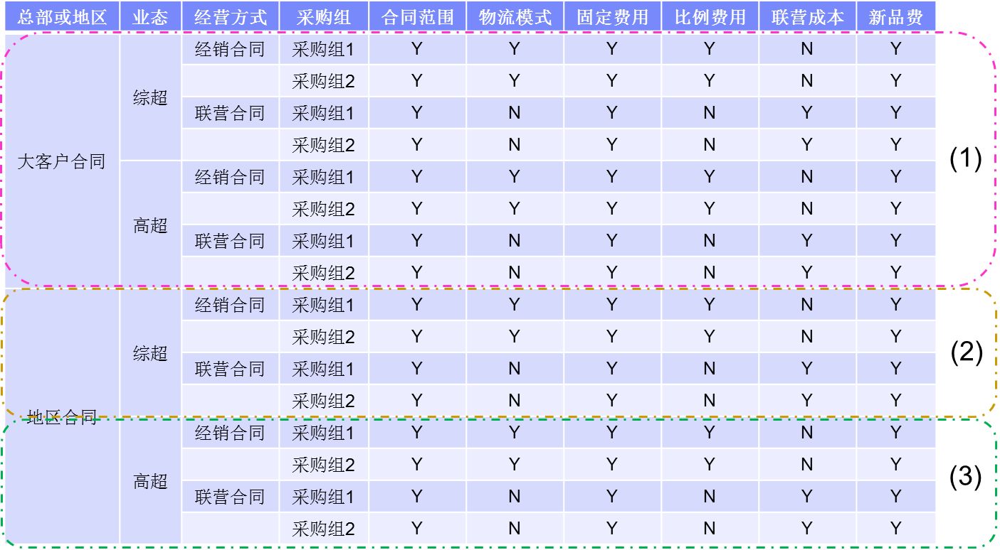 总部或地区 业态 经营方式 采购组 合同范围 物流模式 固定费用 比例费用 联营成本 新品费
经销合同 采购组1 Y Y Y Y N Y
采购组2 Y Y Y Y N Y
综超
联营合同 采购组1 Y N Y N Y Y
采购组2 Y N Y N Y Y
大客户合同 (1)
经销合同 采购组1 Y Y Y Y N Y
采购组2 Y Y Y Y N Y
高超
联营合同 采购组1 Y N Y N Y Y
采购组2 Y N Y N Y Y
经销合同 采购组1 Y Y Y Y N Y
采购组2 Y Y Y Y N Y
综超 (2)
联营合同 采购组1 Y N Y N Y Y
采购组2 Y N Y N Y Y
地区合同
经销合同 采购组1 Y Y Y Y N Y
采购组2 Y Y Y Y N Y
高超 (3)
联营合同 采购组1 Y N Y N Y Y
采购组2 Y N Y N Y Y